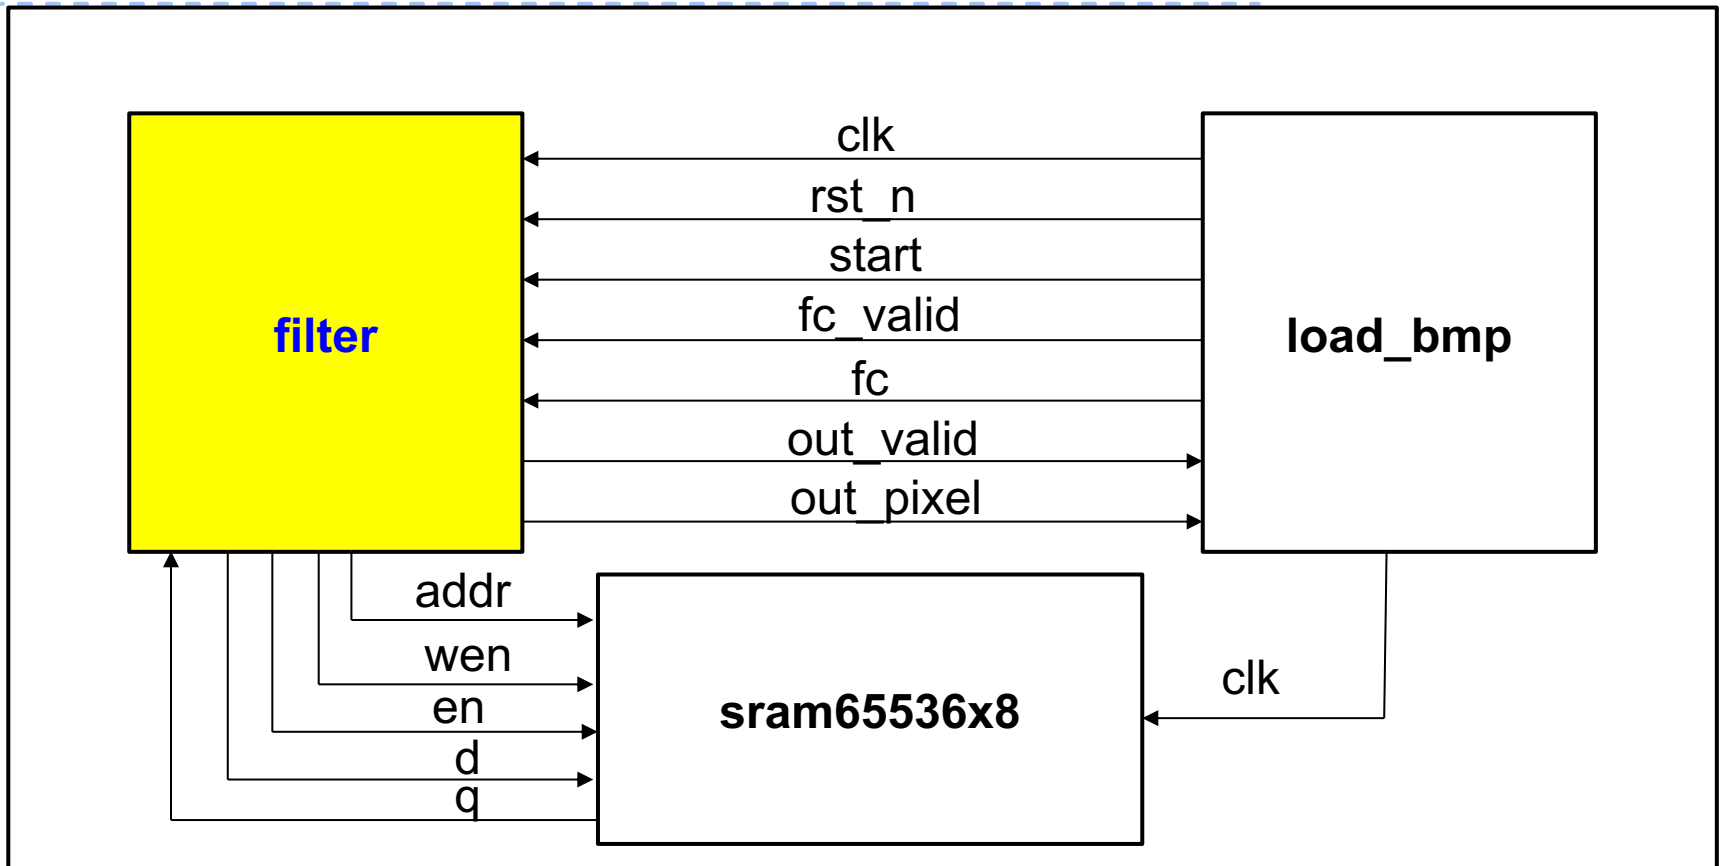 clk
rst_n
start
filter
fc_valid
load_bmp
fc
out_valid
out_pixel
addr
wen
clk
en
sram65536x8
d
q